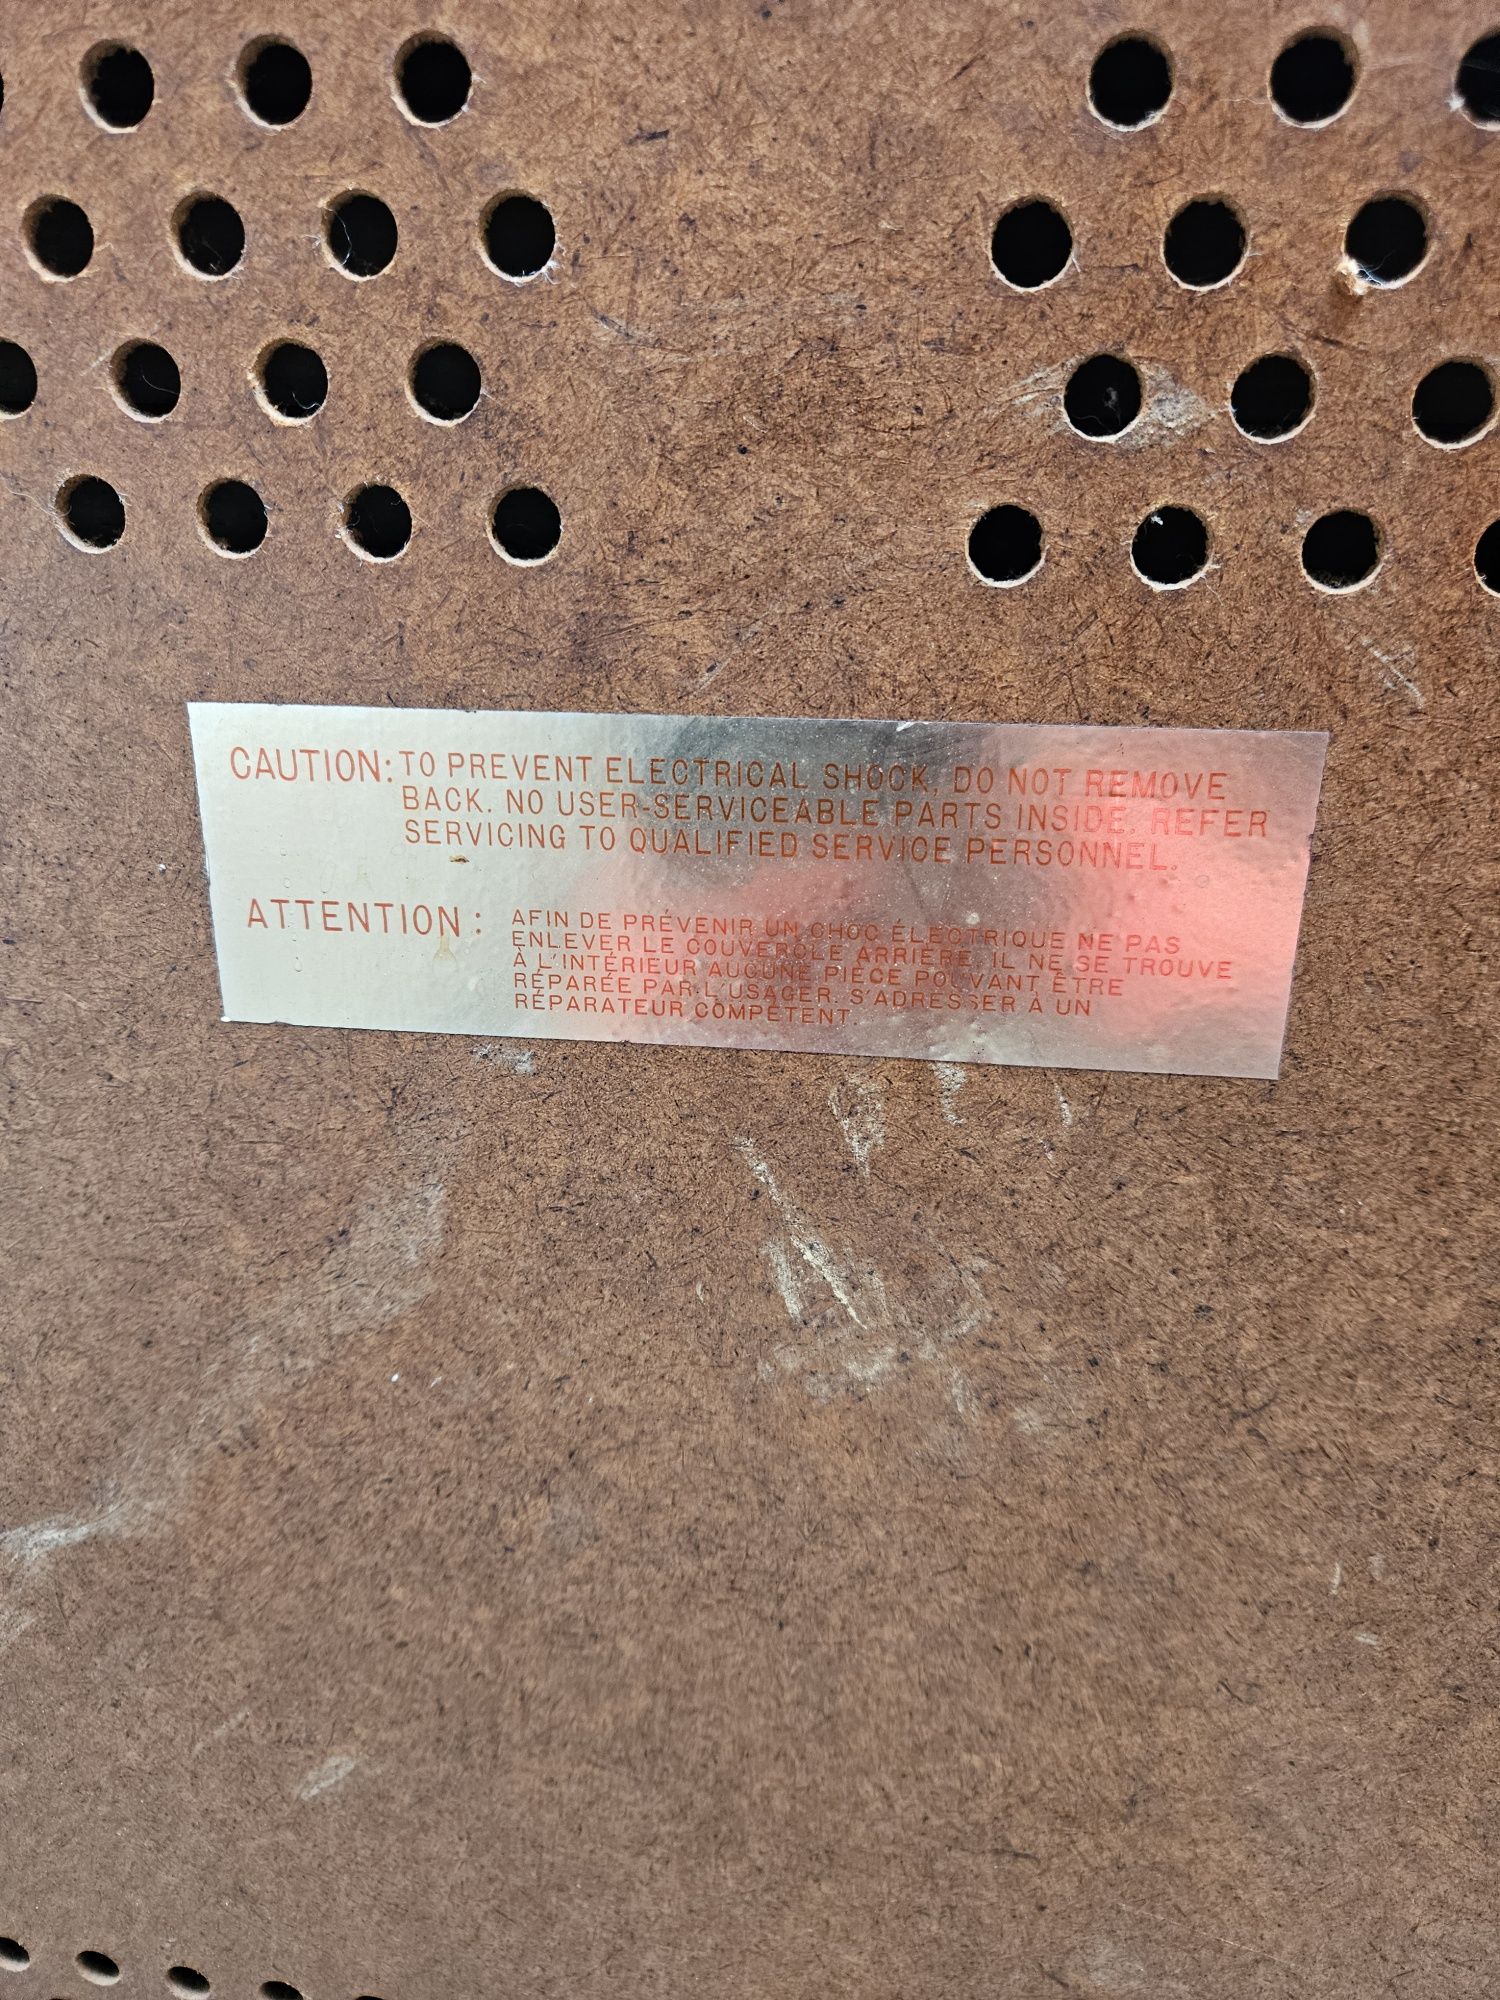 CAUTION: TO PREVENT ELECTRICAL SHOCK, DO NOT REMOVE
BACK. NO USER-SERVICEABLE PARTS INSIDE. REFER
SERVICING TO QUALIFIED SERVICE PERSONNEL.
ATTENTION: AFIN DE PRÉVENIR UN CHOC ÉLECTRIQUE NE PAS
ENLEVER LE COUVERCLE ARRIÈRE. IL NE SE TROUVE
À L'INTÉRIEUR AUCUNE PIÈCE POUVANT ÊTRE
RÉPARÉE PAR L'USAGER. S'ADRESSER À UN
RÉPARATEUR COMPÉTENT.